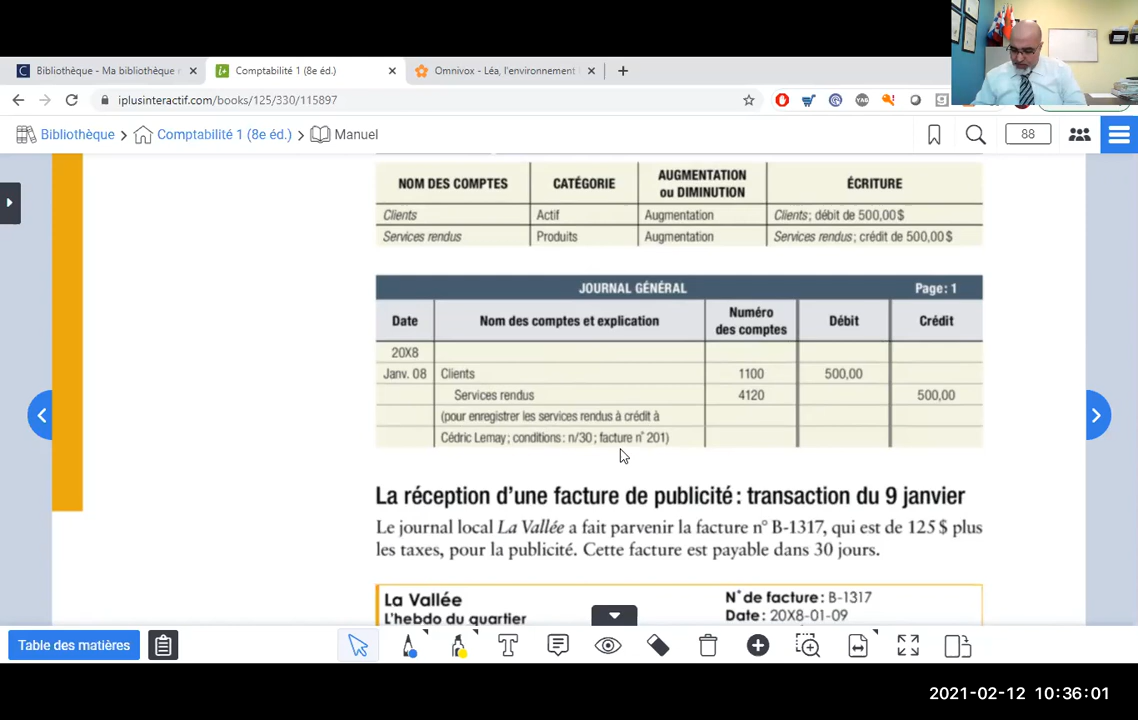 Bibliothèque - Ma bibliothèque
Comptabilité 1 (8e éd.)
Omnivox - Léa, l'environnement
iplusinteractif.com/books/125/330/115897
Bibliothèque > Comptabilité 1 (8e éd.) > Manuel
88
NOM DES COMPTES CATÉGORIE AUGMENTATION ou DIMINUTION ÉCRITURE
Clients Actif Augmentation Clients; débit de 500,00 $
Services rendus Produits Augmentation Services rendus; crédit de 500,00 $
JOURNAL GÉNÉRAL Page: 1
Date Nom des comptes et explication Numéro des comptes Débit Crédit
20X8
Janv. 08 Clients 1100 500,00
Services rendus 4120 500,00
(pour enregistrer les services rendus à crédit à
Cédric Lemay; conditions: n/30; facture n° 201)
La réception d'une facture de publicité: transaction du 9 janvier
Le journal local La Vallée a fait parvenir la facture n° B-1317, qui est de 125 $ plus
les taxes, pour la publicité. Cette facture est payable dans 30 jours.
La Vallée
L'hebdo du quartier
N° de facture: B-1317
Date: 20X8-01-09
Table des matières
2021-02-12 10:36:01